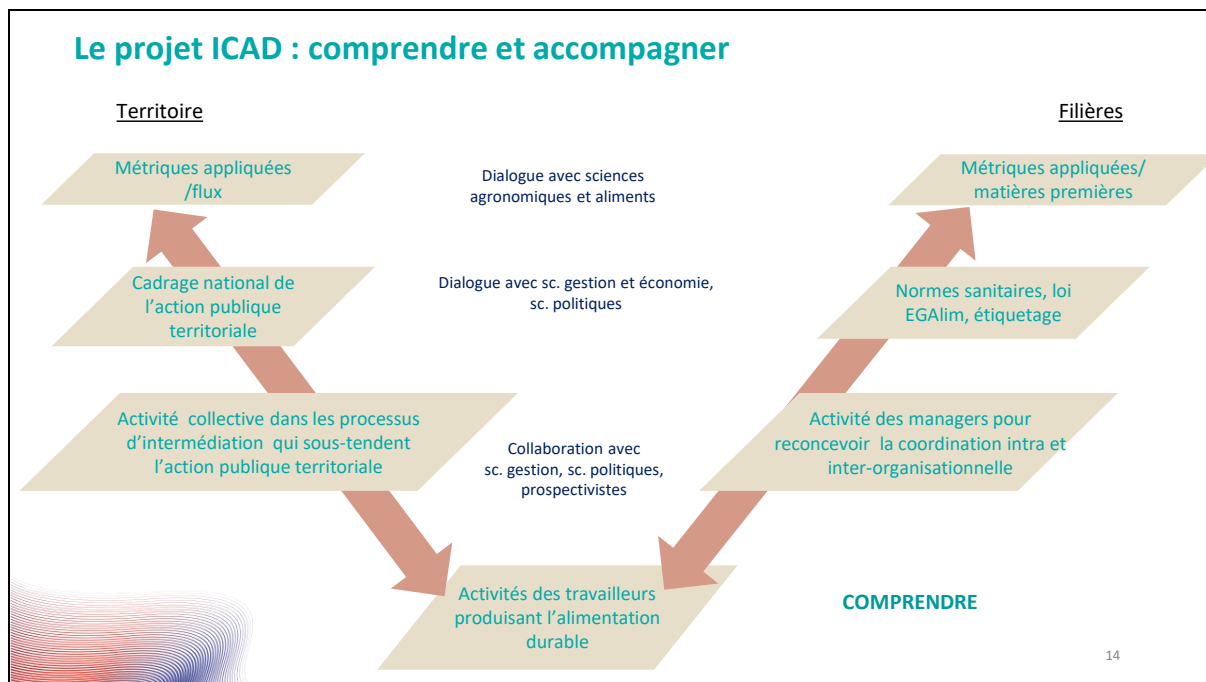 Le projet ICAD : comprendre et accompagner
Territoire
Filières
Métriques appliquées
/flux
Dialogue avec sciences
agronomiques et aliments
Métriques appliquées/
matières premières
Cadrage national de
l’action publique
territoriale
Dialogue avec sc. gestion et économie,
sc. politiques
Normes sanitaires, loi
EGAlim, étiquetage
Activité collective dans les processus
d’intermédiation qui sous-tendent
l’action publique territoriale
Collaboration avec
sc. gestion, sc. politiques,
prospectivistes
Activité des managers pour
reconcevoir la coordination intra et
inter-organisationnelle
Activités des travailleurs
produisant l’alimentation
durable
COMPRENDRE
14